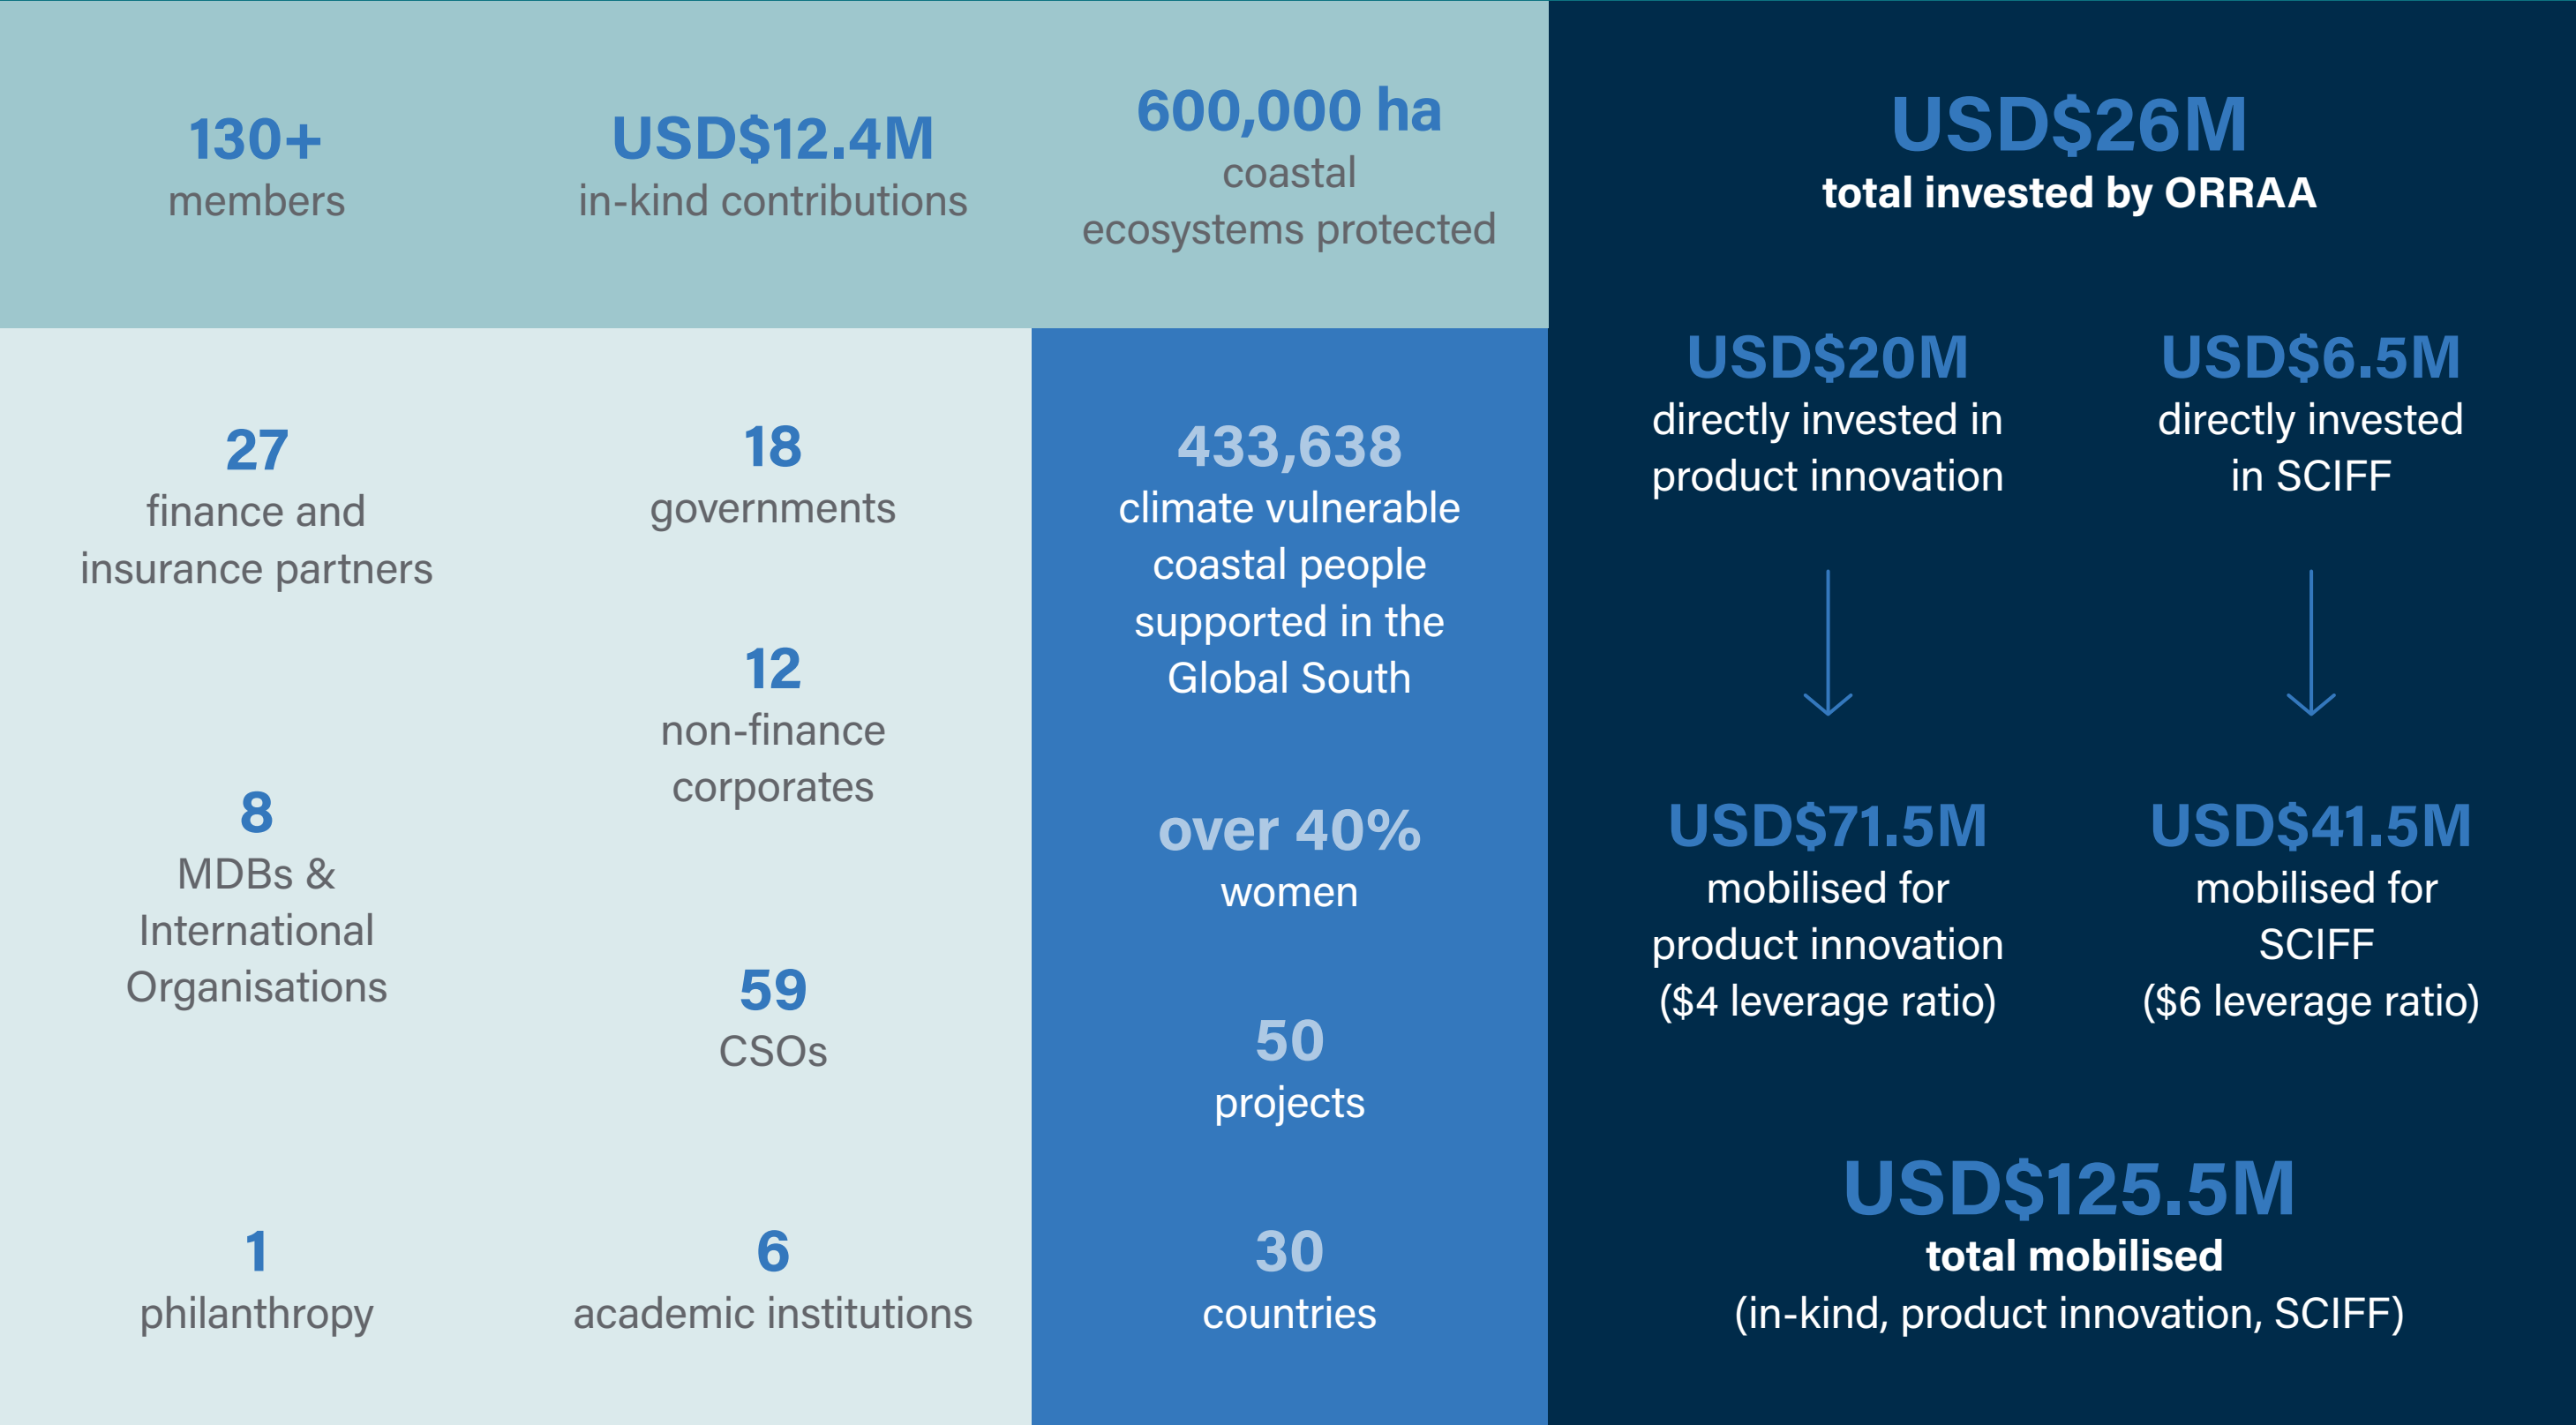 130+
members
USD$12.4M
in-kind contributions
600,000 ha
coastal
ecosystems protected
27
finance and
insurance partners
8
MDBs &
International
Organisations
1
philanthropy
18
governments
12
non-finance
corporates
59
CSOs
6
academic institutions
433,638
climate vulnerable
coastal people
supported in the
Global South
over 40%
women
50
projects
30
countries
USD$26M
total invested by ORRAA
USD$20M
directly invested in
product innovation
USD$6.5M
directly invested
in SCIFF
USD$71.5M
mobilised for
product innovation
($4 leverage ratio)
USD$41.5M
mobilised for
SCIFF
($6 leverage ratio)
USD$125.5M
total mobilised
(in-kind, product innovation, SCIFF)